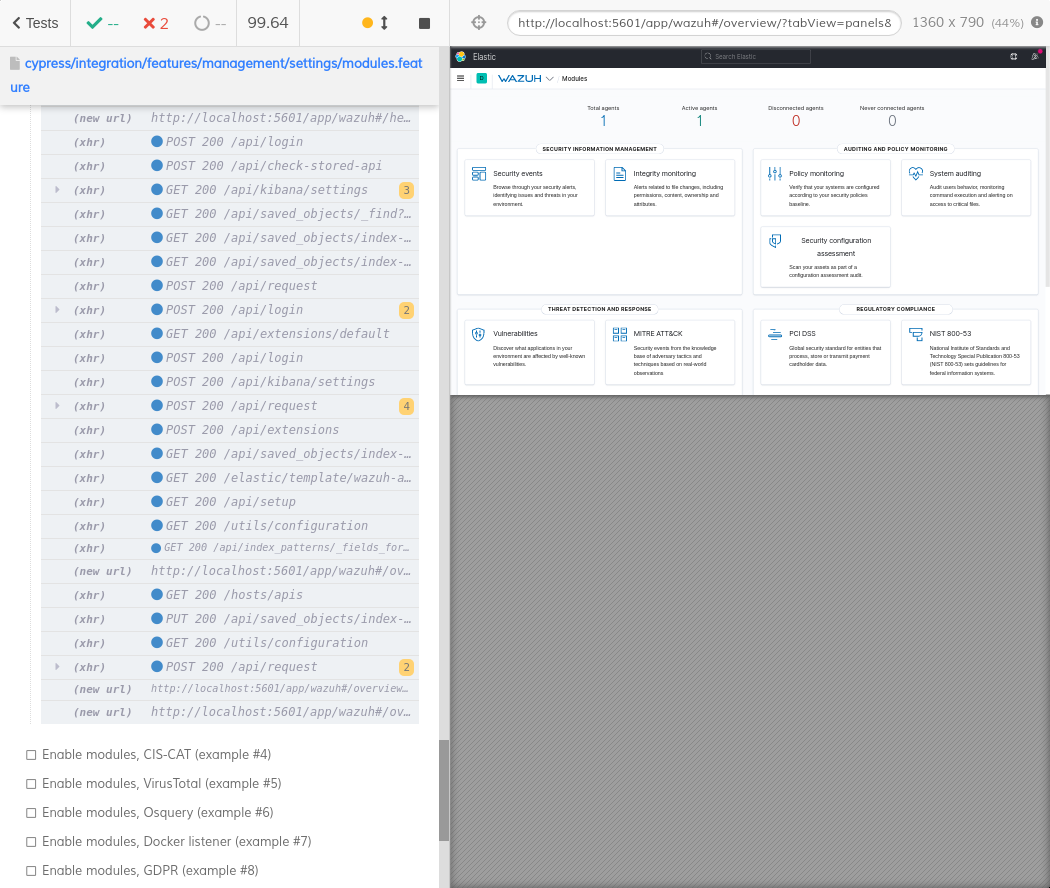 Tests
--
2
--
99.64
http://localhost:5601/app/wazuh#/overview/?tabView=panels&
1360 x 790 (44%)
cypress/integration/features/management/settings/modules.feat
ure
(new url) http://localhost:5601/app/wazuh#/he…
(xhr) POST 200 /api/login
(xhr) POST 200 /api/check-stored-api
(xhr) GET 200 /api/kibana/settings 3
(xhr) GET 200 /api/saved_objects/_find?…
(xhr) GET 200 /api/saved_objects/index-…
(xhr) GET 200 /api/saved_objects/index-…
(xhr) POST 200 /api/request
(xhr) POST 200 /api/login 2
(xhr) GET 200 /api/extensions/default
(xhr) POST 200 /api/login
(xhr) POST 200 /api/kibana/settings
(xhr) POST 200 /api/request 4
(xhr) POST 200 /api/extensions
(xhr) GET 200 /api/saved_objects/index-…
(xhr) GET 200 /elastic/template/wazuh-a…
(xhr) GET 200 /api/setup
(xhr) GET 200 /utils/configuration
(xhr) GET 200 /api/index_patterns/_fields_for…
(new url) http://localhost:5601/app/wazuh#/ov…
(xhr) GET 200 /hosts/apis
(xhr) PUT 200 /api/saved_objects/index-…
(xhr) GET 200 /utils/configuration
(xhr) POST 200 /api/request 2
(new url) http://localhost:5601/app/wazuh#/overview…
(new url) http://localhost:5601/app/wazuh#/ov…
Enable modules, CIS-CAT (example #4)
Enable modules, VirusTotal (example #5)
Enable modules, Osquery (example #6)
Enable modules, Docker listener (example #7)
Enable modules, GDPR (example #8)
Elastic
Search Elastic
D
WAZUH
Modules
Total agents
1
Active agents
1
Disconnected agents
0
Never connected agents
0
SECURITY INFORMATION MANAGEMENT
Security events
Browse through your security alerts,
identifying issues and threats in your
environment.
Integrity monitoring
Alerts related to file changes, including
permissions, content, ownership and
attributes.
AUDITING AND POLICY MONITORING
Policy monitoring
Verify that your systems are configured
according to your security policies
baseline.
System auditing
Audit users behavior, monitoring
command execution and alerting on
access to critical files.
Security configuration
assessment
Scan your assets as part of a
configuration assessment audit.
THREAT DETECTION AND RESPONSE
Vulnerabilities
Discover what applications in your
environment are affected by well-known
vulnerabilities.
MITRE ATT&CK
Security events from the knowledge
base of adversary tactics and
techniques based on real-world
observations
REGULATORY COMPLIANCE
PCI DSS
Global security standard for entities that
process, store or transmit payment
cardholder data.
NIST 800-53
National Institute of Standards and
Technology Special Publication 800-53
(NIST 800-53) sets guidelines for
federal information systems.